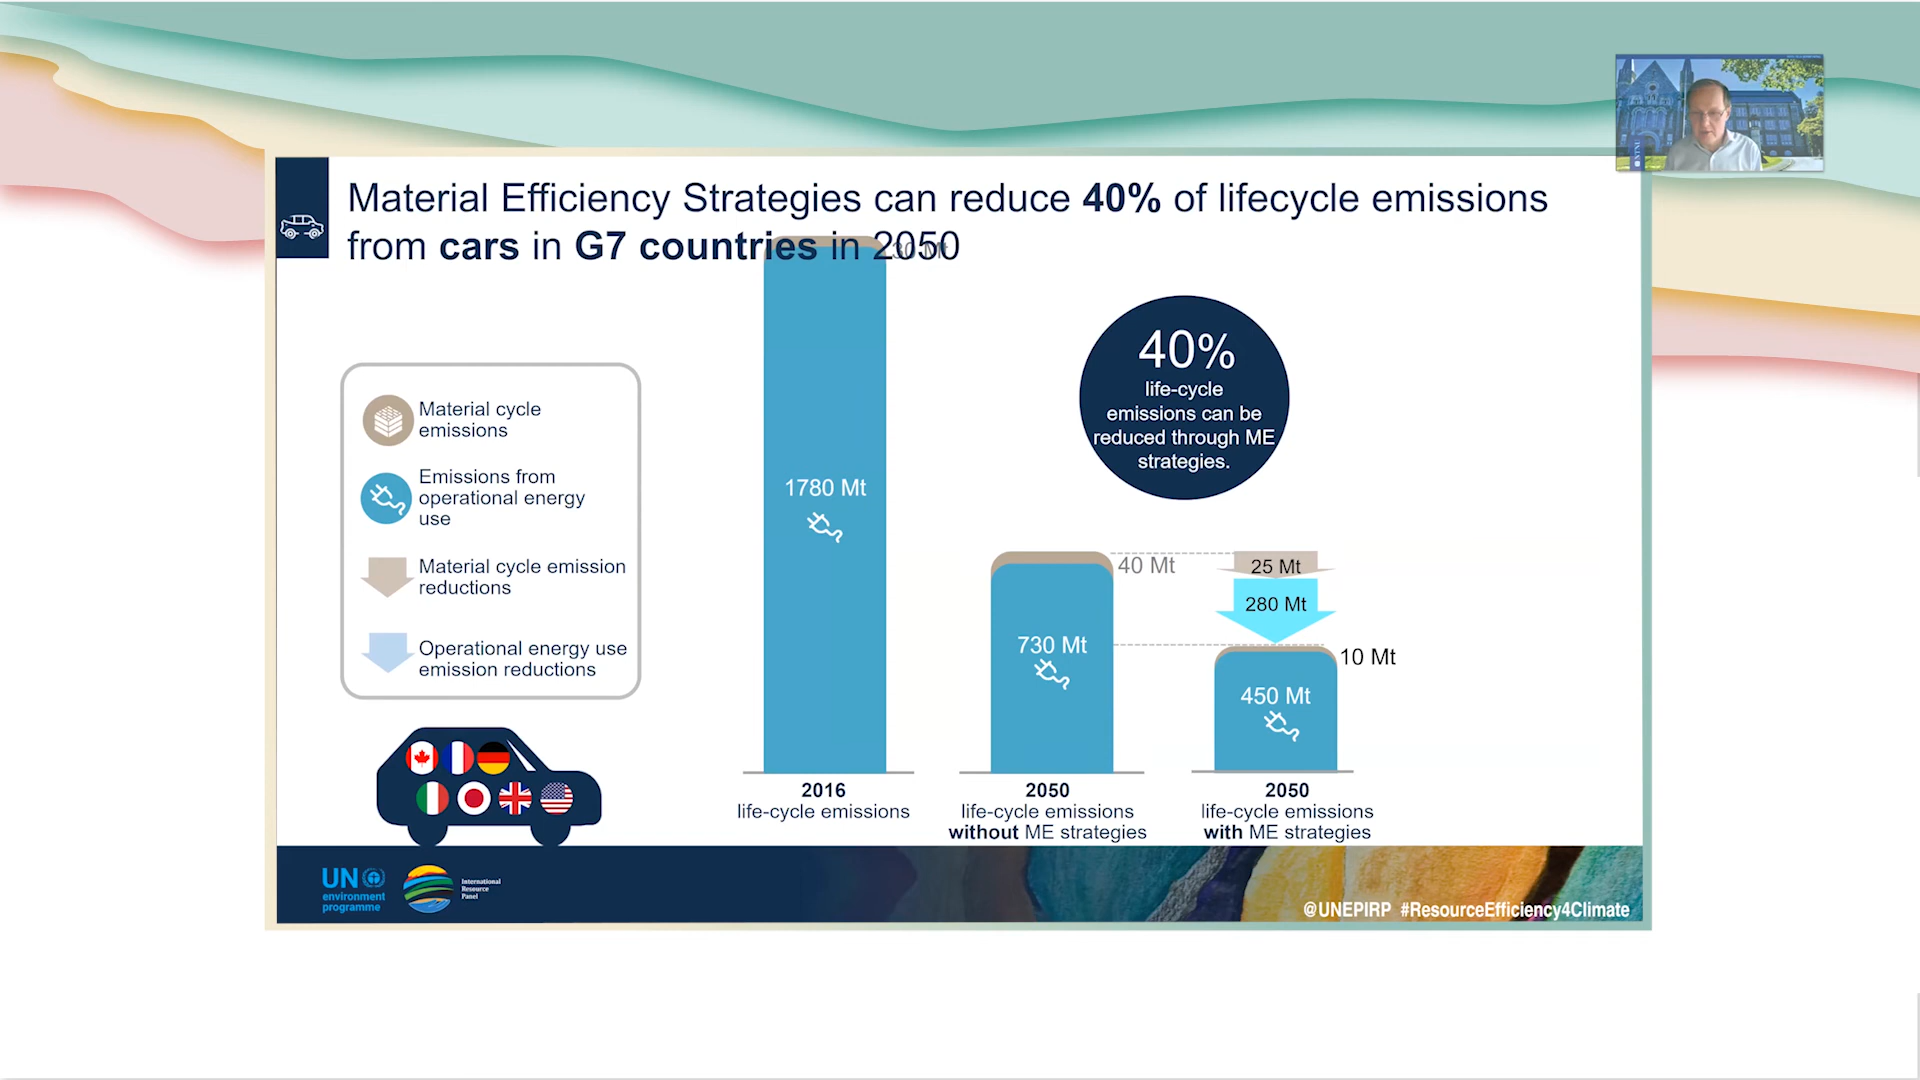 Material Efficiency Strategies can reduce 40% of lifecycle emissions
from cars in G7 countries in 2050
40%
life-cycle
emissions can be
reduced through ME
strategies.
Material cycle
emissions
Emissions from
operational energy
use
Material cycle emission
reductions
Operational energy use
emission reductions
1780 Mt
40 Mt
730 Mt
25 Mt
280 Mt
10 Mt
450 Mt
2016
life-cycle emissions
2050
life-cycle emissions
without ME strategies
2050
life-cycle emissions
with ME strategies
UN
environment
programme
International
Resource
Panel
@UNEPIRP #ResourceEfficiency4Climate
NTNU